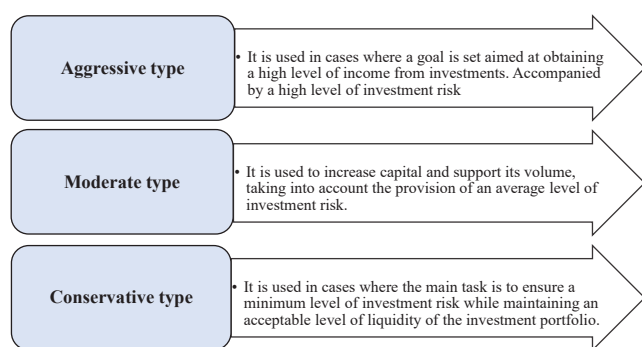 Aggressive type
• It is used in cases where a goal is set aimed at obtaining
a high level of income from investments. Accompanied
by a high level of investment risk
Moderate type
• It is used to increase capital and support its volume,
taking into account the provision of an average level of
investment risk.
Conservative type
• It is used in cases where the main task is to ensure a
minimum level of investment risk while maintaining an
acceptable level of liquidity of the investment portfolio.